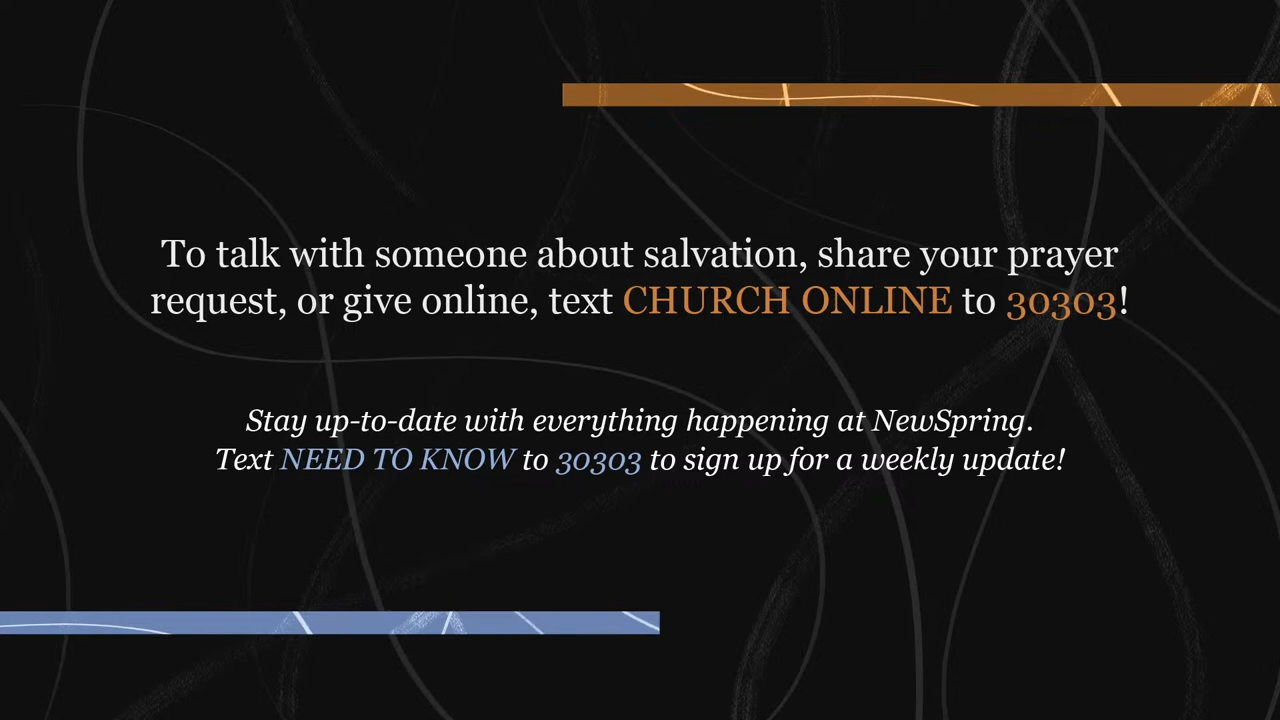 To talk with someone about salvation, share your prayer
request, or give online, text CHURCH ONLINE to 30303!
Stay up-to-date with everything happening at NewSpring.
Text NEED TO KNOW to 30303 to sign up for a weekly update!